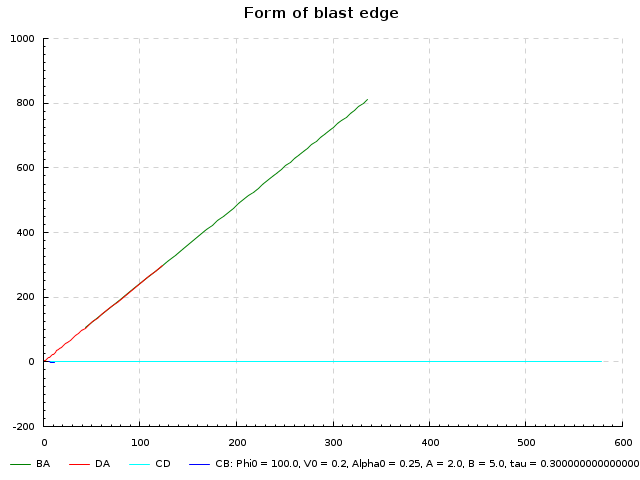 Form of blast edge
1000
800
600
400
200
0
-200
0 100 200 300 400 500 600
BA DA CD CB: Phi0 = 100.0, V0 = 0.2, Alpha0 = 0.25, A = 2.0, B = 5.0, tau = 0.300000000000000